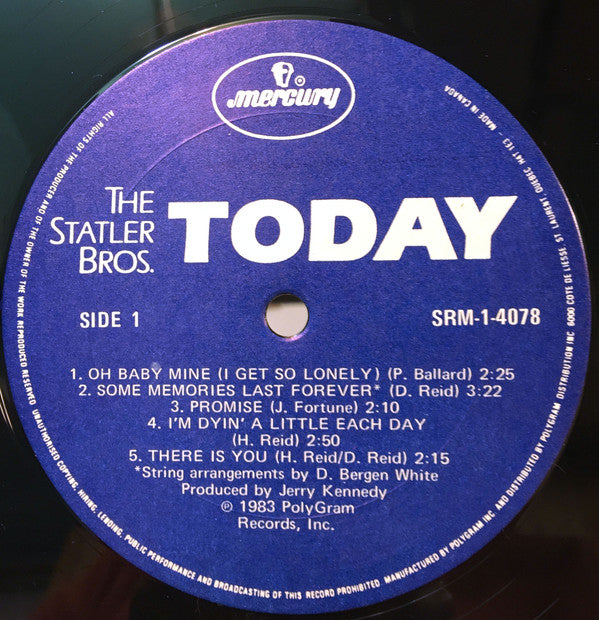 mercury
THE
STATLER
BROS.
TODAY
SIDE 1
SRM-1-4078
1. OH BABY MINE (I GET SO LONELY) (P. Ballard) 2:25
2. SOME MEMORIES LAST FOREVER* (D. Reid) 3:22
3. PROMISE (J. Fortune) 2:10
4. I'M DYIN' A LITTLE EACH DAY
(H. Reid) 2:50
5. THERE IS YOU (H. Reid/D. Reid) 2:15
*String arrangements by D. Bergen White
Produced by Jerry Kennedy
℗ 1983 PolyGram
Records, Inc.
ALL RIGHTS OF THE PRODUCER AND OF THE OWNER OF THE WORK REPRODUCED RESERVED UNAUTHORISED COPYING, HIRING, LENDING, PUBLIC PERFORMANCE AND BROADCASTING OF THIS RECORD PROHIBITED MANUFACTURED BY POLYGRAM INC AND DISTRIBUTED BY POLYGRAM DISTRIBUTION INC 6000 COTE DE LIESSE, ST LAURENT QUEBEC H4T 1E3 MADE IN CANADA